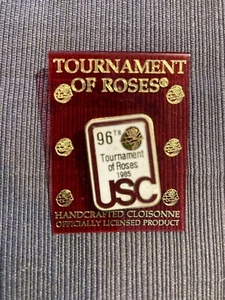 TOURNAMENT
OF ROSES®
96TH
Tournament
of Roses
1985
USC
HANDCRAFTED CLOISONNE
OFFICIALLY LICENSED PRODUCT